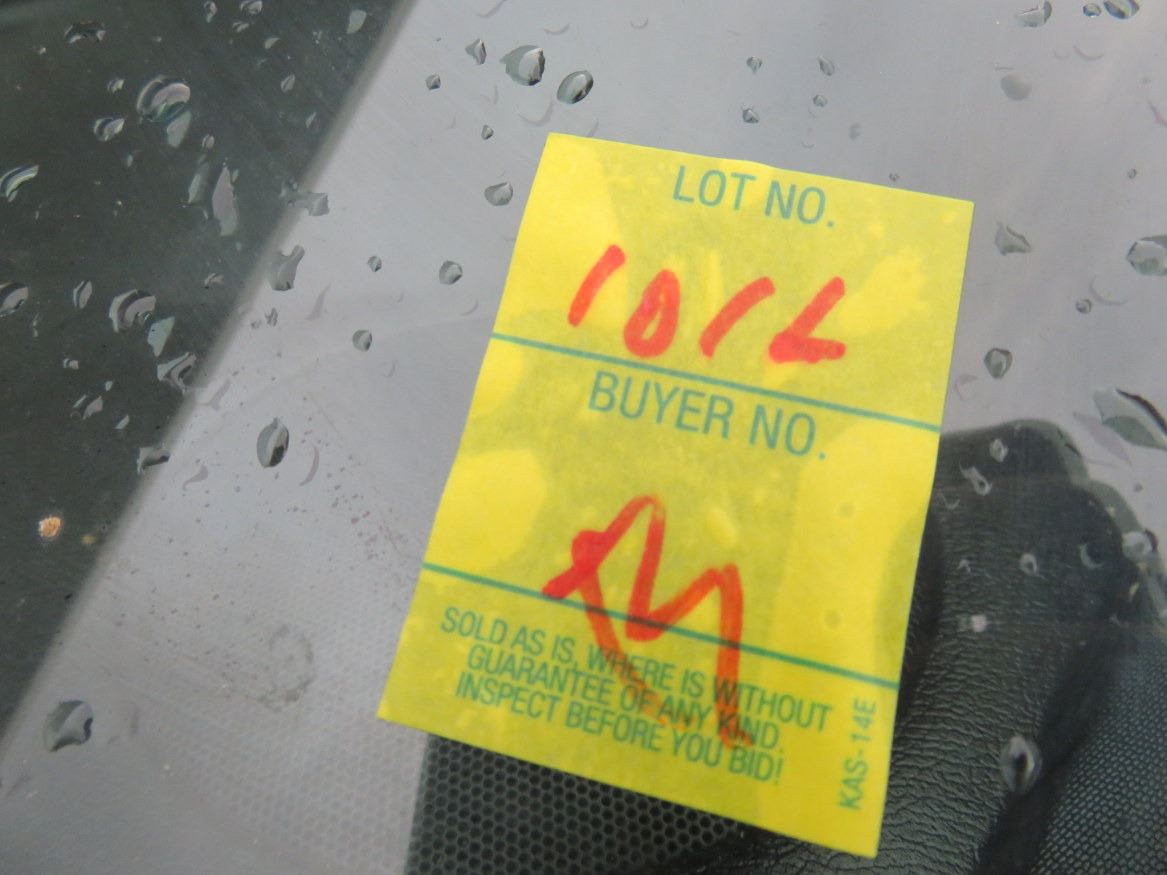 LOT NO.
1016
BUYER NO.
SOLD AS IS, WHERE IS WITHOUT
GUARANTEE OF ANY KIND.
INSPECT BEFORE YOU BID!
KAS-14E